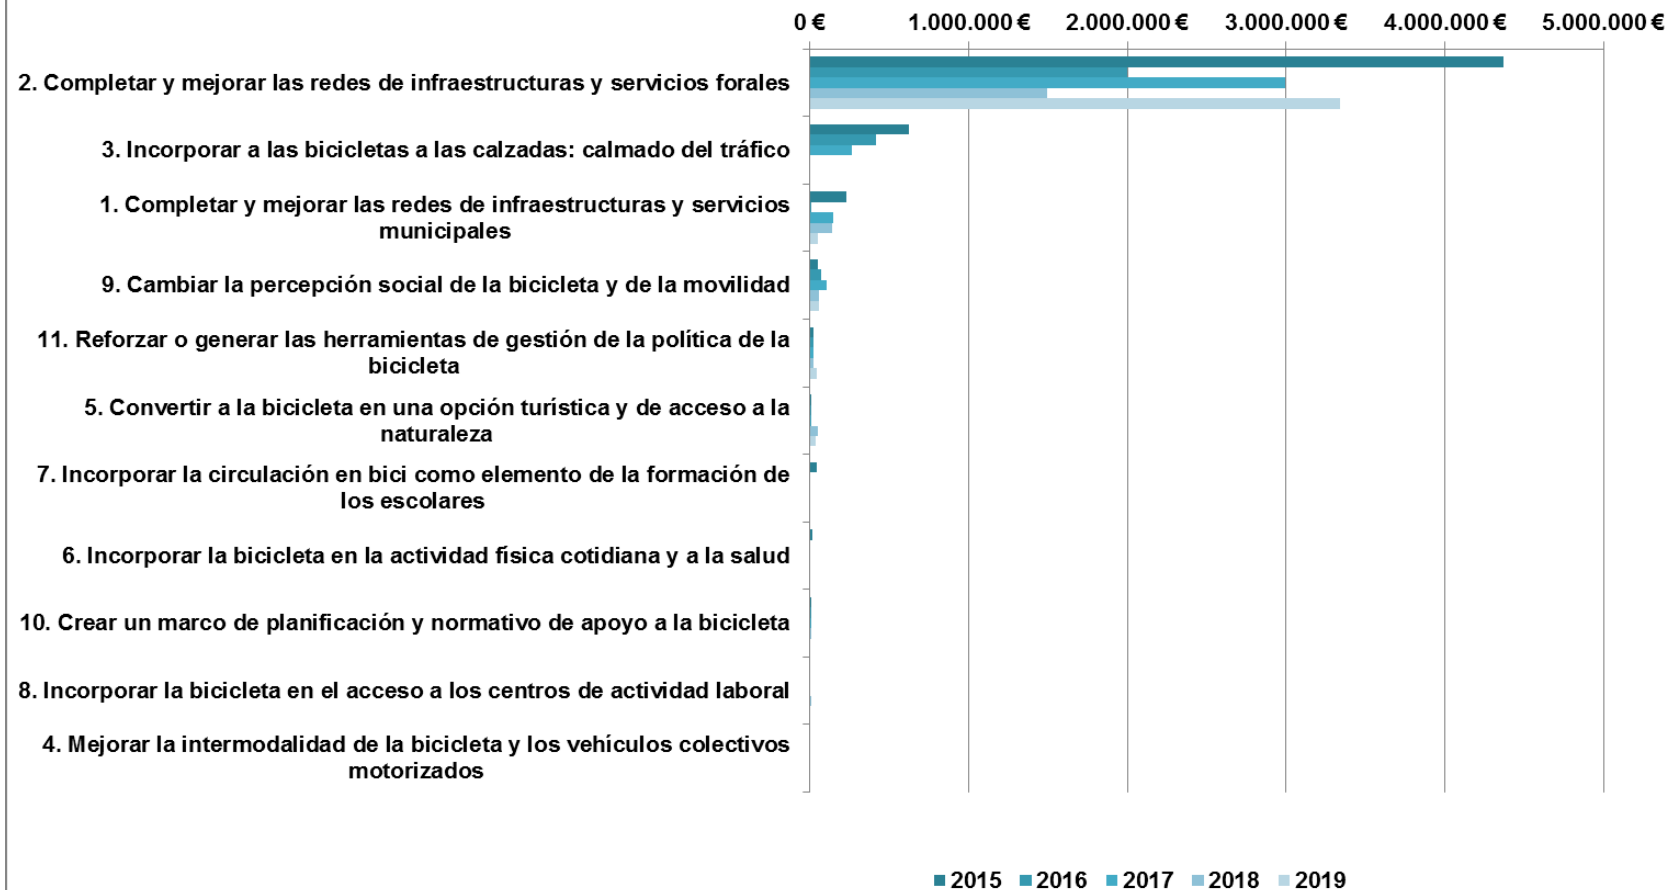 0 € 1.000.000 € 2.000.000 € 3.000.000 € 4.000.000 € 5.000.000 €
2. Completar y mejorar las redes de infraestructuras y servicios forales
3. Incorporar a las bicicletas a las calzadas: calmado del tráfico
1. Completar y mejorar las redes de infraestructuras y servicios
municipales
9. Cambiar la percepción social de la bicicleta y de la movilidad
11. Reforzar o generar las herramientas de gestión de la política de la
bicicleta
5. Convertir a la bicicleta en una opción turística y de acceso a la
naturaleza
7. Incorporar la circulación en bici como elemento de la formación de
los escolares
6. Incorporar la bicicleta en la actividad física cotidiana y a la salud
10. Crear un marco de planificación y normativo de apoyo a la bicicleta
8. Incorporar la bicicleta en el acceso a los centros de actividad laboral
4. Mejorar la intermodalidad de la bicicleta y los vehículos colectivos
motorizados
2015 2016 2017 2018 2019